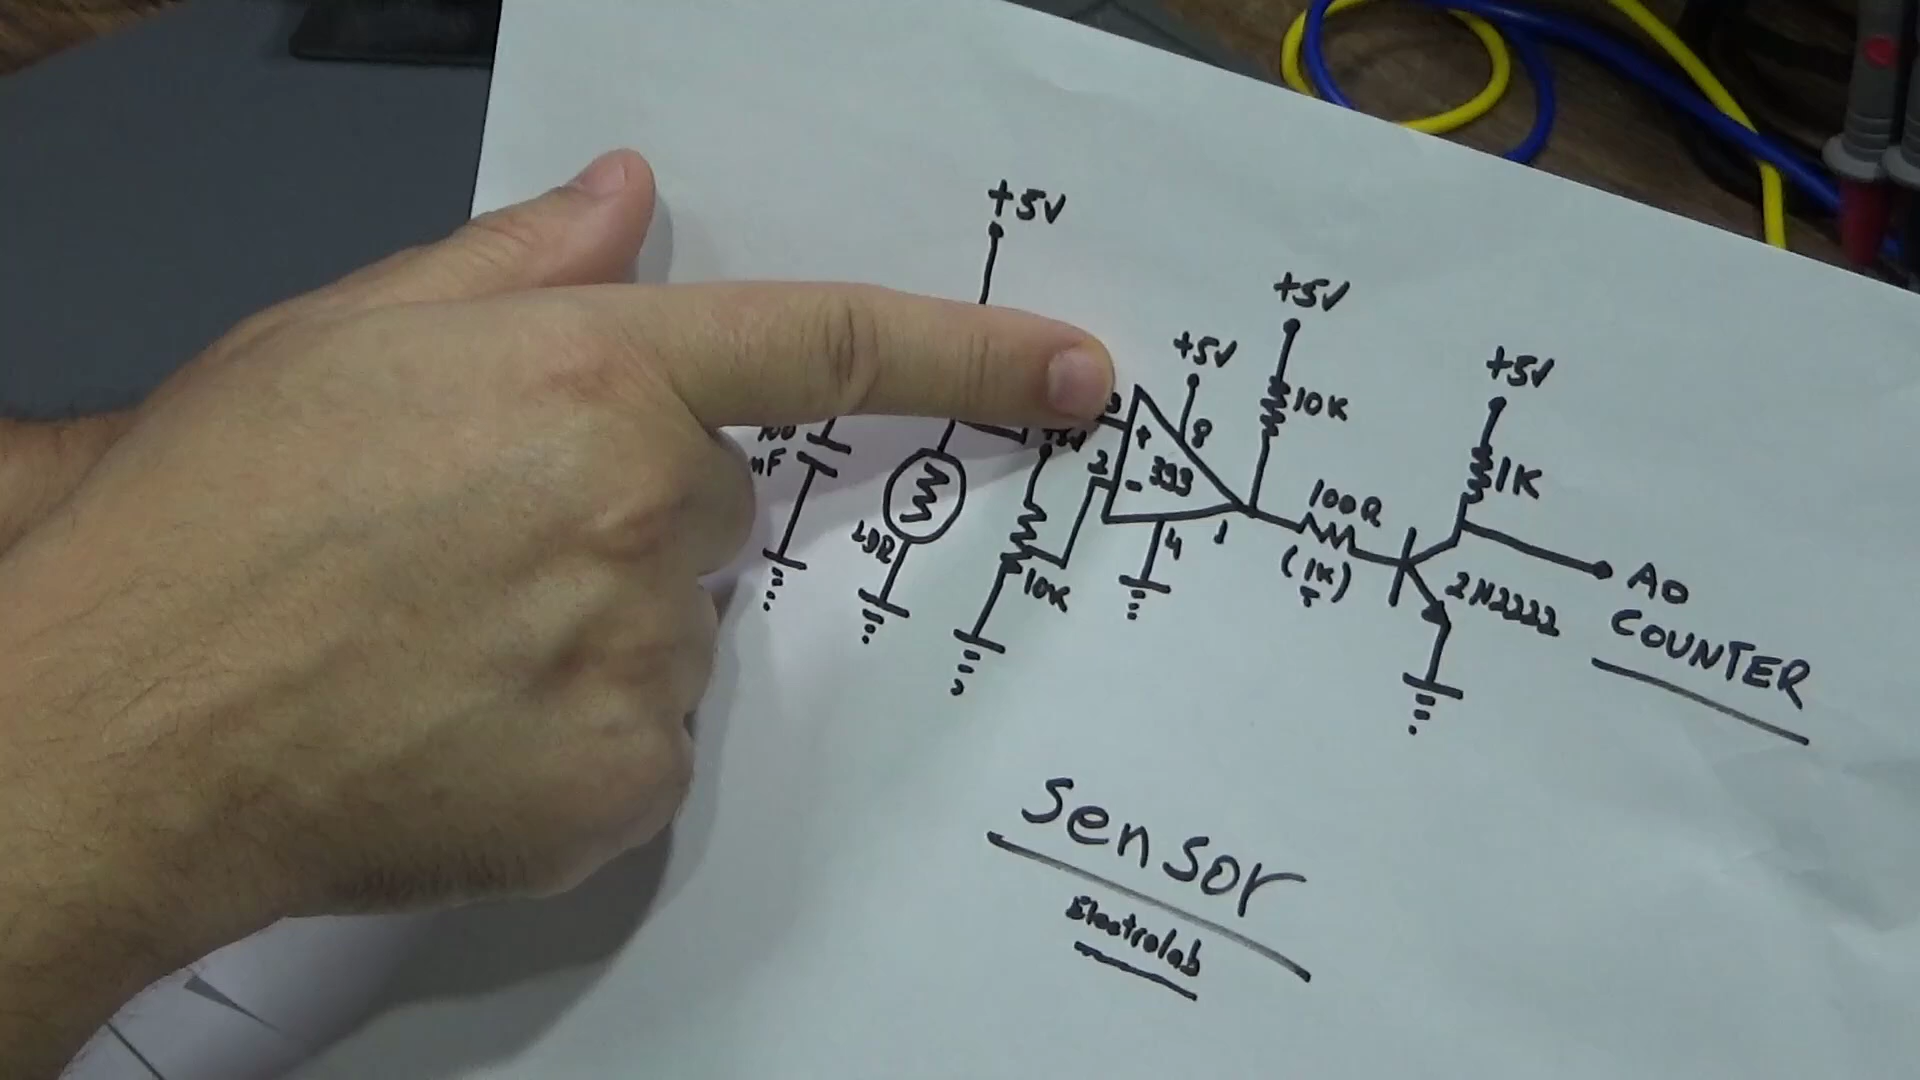 +5V
+5V
+5V
+5V
10K
3
+
8
1K
2
-
393
100
nF
100R
LDR
4
1
(1K)
2N2222
10K
AO
COUNTER
Sensor
Electrolab